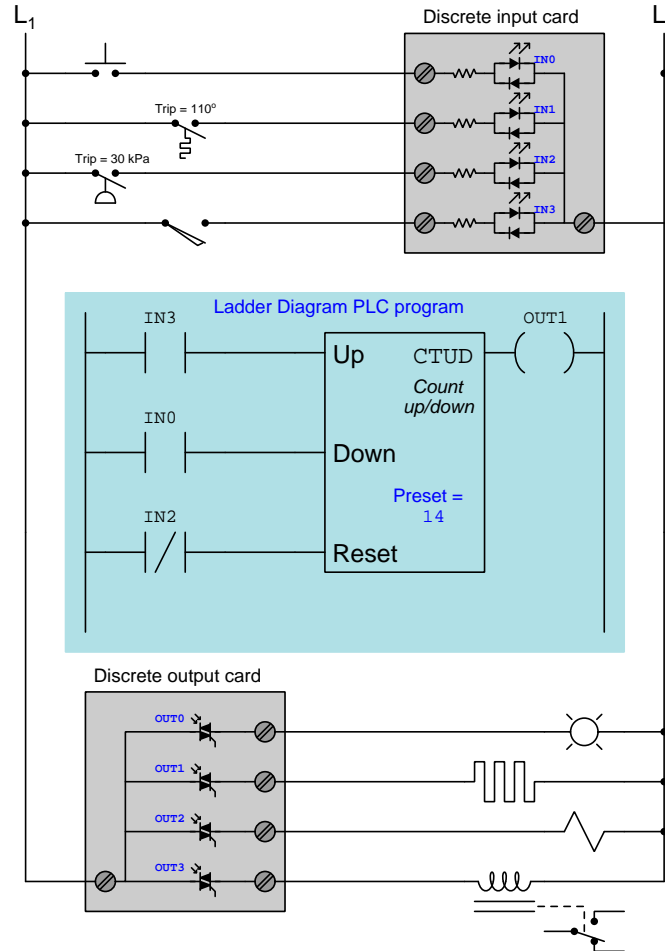 L1
Discrete input card
L
IN0
Trip = 110o
IN1
Trip = 30 kPa
IN2
IN3
Ladder Diagram PLC program
IN3
OUT1
Up
CTUD
Count
up/down
IN0
Down
Preset =
14
IN2
Reset
Discrete output card
OUT0
OUT1
OUT2
OUT3